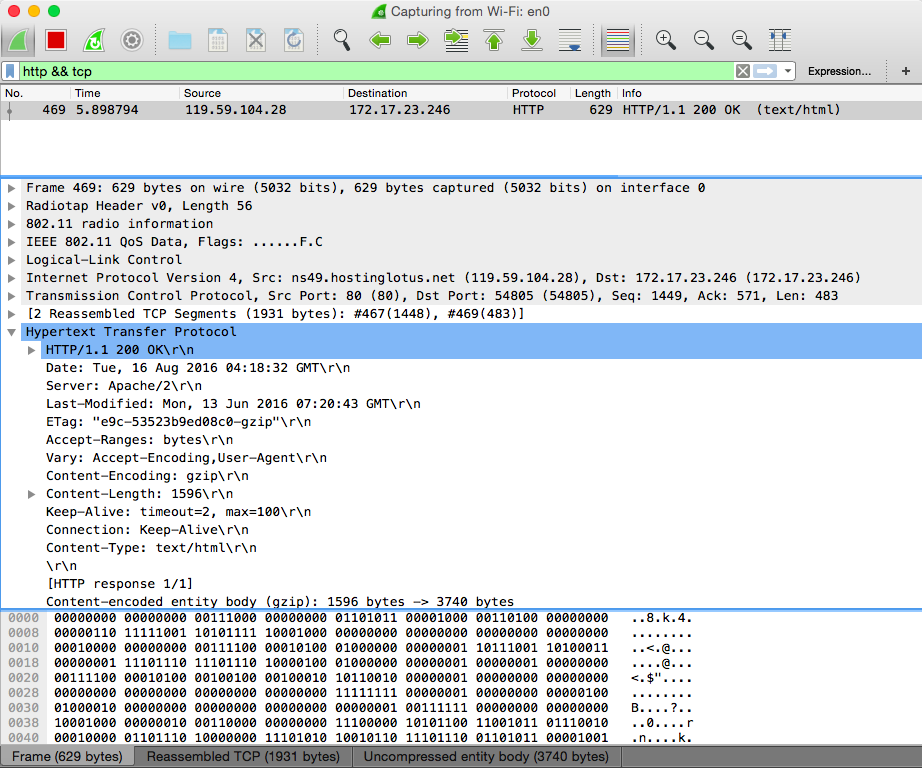 Capturing from Wi-Fi: en0
http && tcp Expression... +
No. Time Source Destination Protocol Length Info
469 5.898794 119.59.104.28 172.17.23.246 HTTP 629 HTTP/1.1 200 OK (text/html)
Frame 469: 629 bytes on wire (5032 bits), 629 bytes captured (5032 bits) on interface 0
Radiotap Header v0, Length 56
802.11 radio information
IEEE 802.11 QoS Data, Flags: ......F.C
Logical-Link Control
Internet Protocol Version 4, Src: ns49.hostinglotus.net (119.59.104.28), Dst: 172.17.23.246 (172.17.23.246)
Transmission Control Protocol, Src Port: 80 (80), Dst Port: 54805 (54805), Seq: 1449, Ack: 571, Len: 483
[2 Reassembled TCP Segments (1931 bytes): #467(1448), #469(483)]
Hypertext Transfer Protocol
HTTP/1.1 200 OK\r\n
Date: Tue, 16 Aug 2016 04:18:32 GMT\r\n
Server: Apache/2\r\n
Last-Modified: Mon, 13 Jun 2016 07:20:43 GMT\r\n
ETag: "e9c-53523b9ed08c0-gzip"\r\n
Accept-Ranges: bytes\r\n
Vary: Accept-Encoding,User-Agent\r\n
Content-Encoding: gzip\r\n
Content-Length: 1596\r\n
Keep-Alive: timeout=2, max=100\r\n
Connection: Keep-Alive\r\n
Content-Type: text/html\r\n
\r\n
[HTTP response 1/1]
Content-encoded entity body (gzip): 1596 bytes -> 3740 bytes
0000 00000000 00000000 00111000 00000000 01101011 00001000 00110100 00000000 ..8.k.4.
0008 00000110 11111001 10101111 10001000 00000000 00000000 00000000 00000000 ........
0010 00010000 00000000 00111100 00010100 01000000 00000001 10111001 10100011 ..<.@...
0018 00000001 11101110 11101110 10000100 01000000 00000001 00000001 00000000 ....@...
0020 00111100 00010100 00100100 00100010 10110010 00000001 00000000 00000000 <.$"....
0028 00000000 00000000 00000000 00000000 11111111 00000001 00000000 00000100 ........
0030 01000010 00000000 00000000 00000000 00000001 00111111 00000000 00000000 B....?..
0038 10001000 00000010 00110000 00000000 11100000 10101100 11001011 01110010 ..0....r
0040 00010000 01101110 10000000 11101010 10010110 11101110 01101011 00001001 .n....k.
Frame (629 bytes) Reassembled TCP (1931 bytes) Uncompressed entity body (3740 bytes)